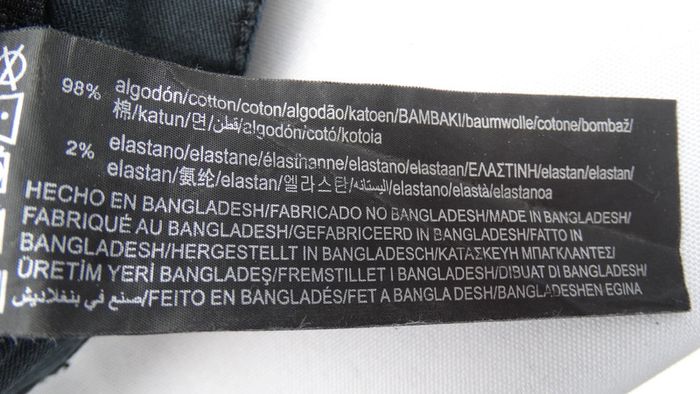 98% algodón/cotton/coton/algodão/katoen/BAMBAKI/baumwolle/cotone/bombaž/
棉/katun/면/قطن/algodón/cotó/kotoia
2% elastano/elastane/élasthanne/elastano/elastaan/ΕΛΑΣΤΙΝΗ/elastan/elastan/
elastan/氨纶/elastan/엘라스탄/الیستانه/elastano/elastà/elastanoa
HECHO EN BANGLADESH/FABRICADO NO BANGLADESH/MADE IN BANGLADESH/
FABRIQUÉ AU BANGLADESH/GEFABRICEERD IN BANGLADESH/FATTO IN
BANGLADESH/HERGESTELLT IN BANGLADESCH/ΚΑΤΑΣΚΕΥΗ ΜΠΑΓΚΛΑΝΤΕΣ/
ÜRETİM YERİ BANGLADEŞ/FREMSTILLET I BANGLADESH/DIBUAT DI BANGLADESH/
صنع في بنغلاديش/FEITO EN BANGLADÉS/FET A BANGLA DESH/BANGLADESHEN EGINA